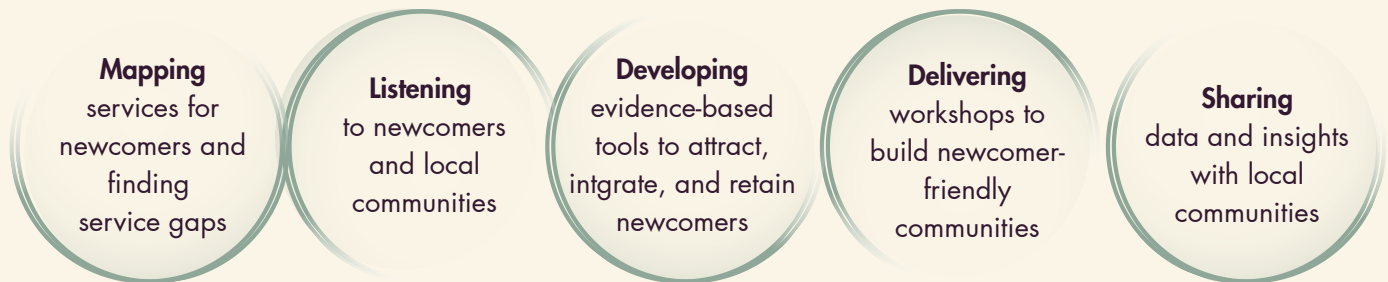 Mapping
services for
newcomers and
finding
service gaps
Listening
to newcomers
and local
communities
Developing
evidence-based
tools to attract,
intgrate, and retain
newcomers
Delivering
workshops to
build newcomer-
friendly
communities
Sharing
data and insights
with local
communities